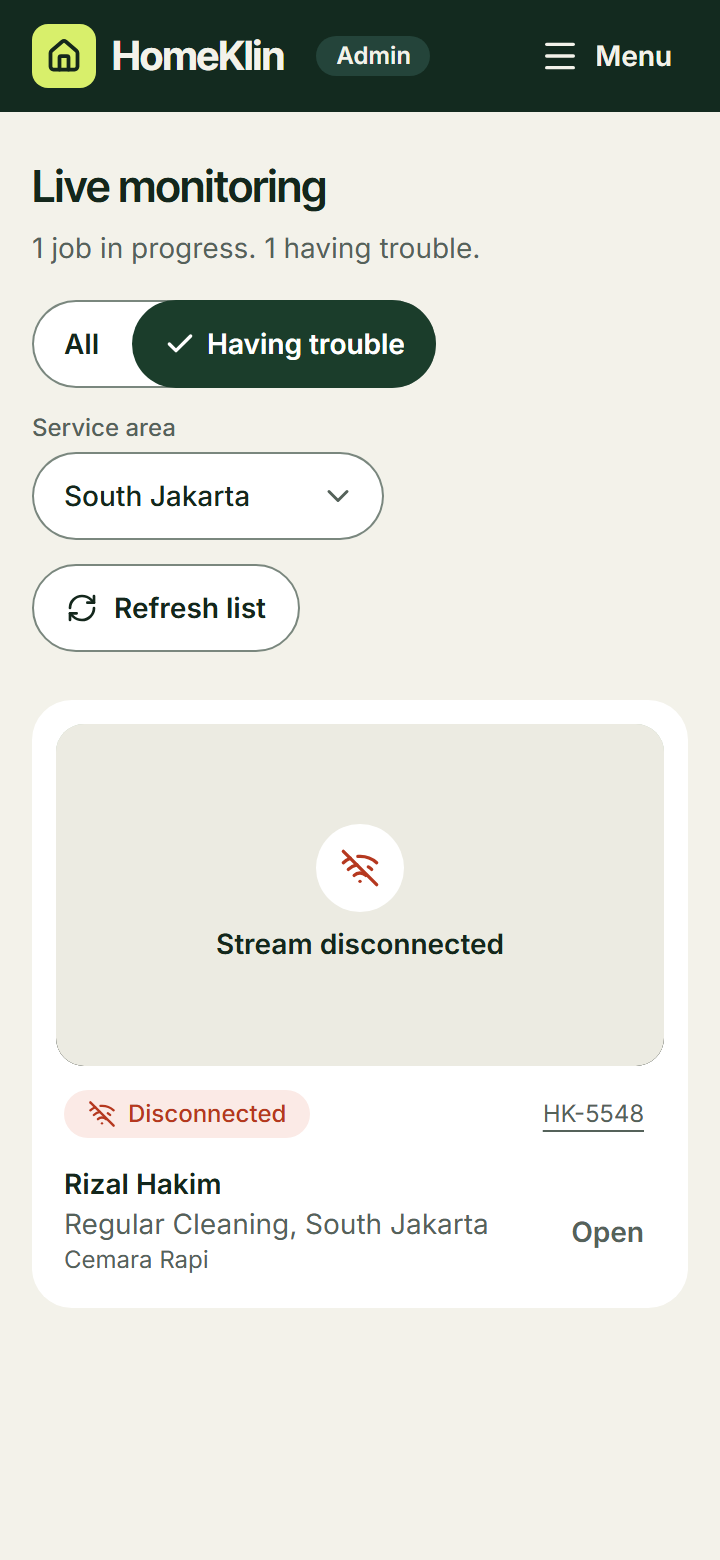 HomeKlin
Admin
Menu
Live monitoring
1 job in progress. 1 having trouble.
All
Having trouble
Service area
South Jakarta
Refresh list
Stream disconnected
Disconnected
HK-5548
Rizal Hakim
Regular Cleaning, South Jakarta
Open
Cemara Rapi